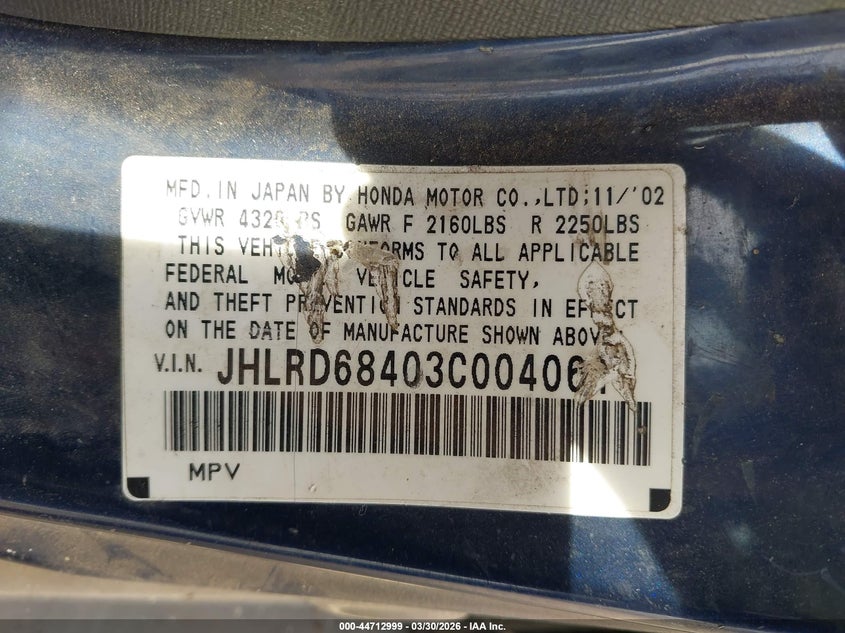 MFD.IN JAPAN BY HONDA MOTOR CO.,LTD;11/'02
GVWR GAWR F 2160LBS R 2250LBS
THIS TO ALL APPLICABLE
FEDERAL SAFETY,
AND THEFT STANDARDS IN
ON THE DATE OF MANUFACTURE SHOWN ABOVE
V.I.N.
MPV
000-44712999 — 03/30/2026 — IAA Inc.